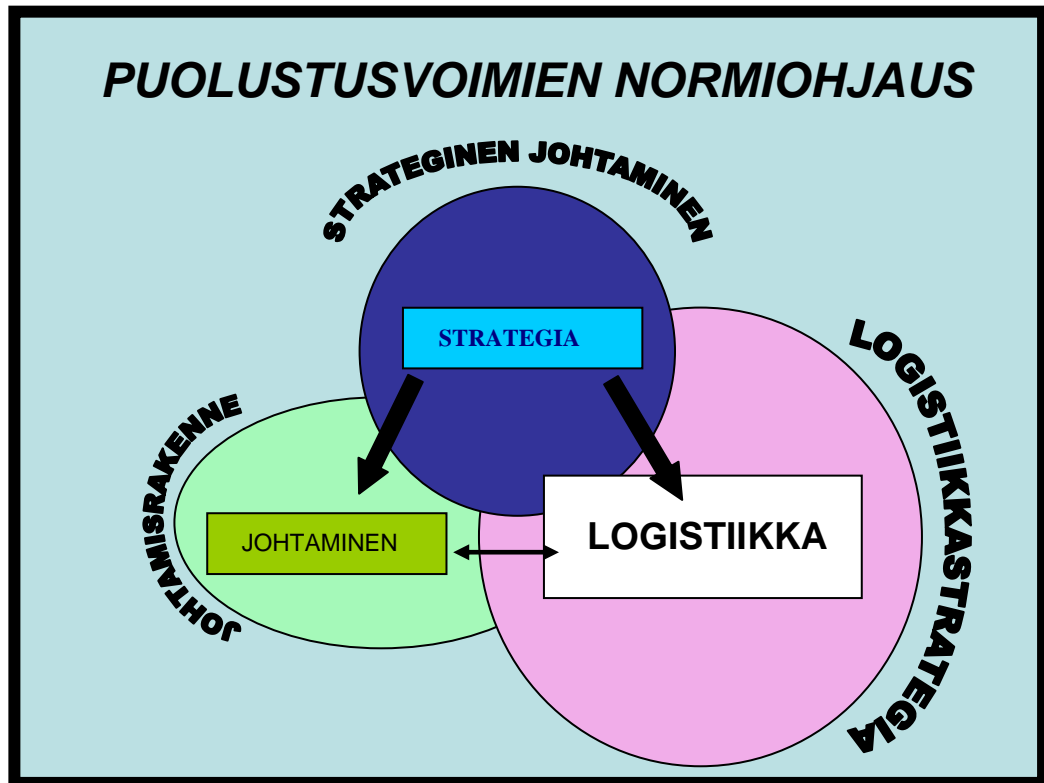 PUOLUSTUSVOIMIEN NORMIOHJAUS
STRATEGINEN JOHTAMINEN
STRATEGIA
LOGISTIIKKASTRATEGIA
JOHTAMISRAKENNE
JOHTAMINEN
LOGISTIIKKA